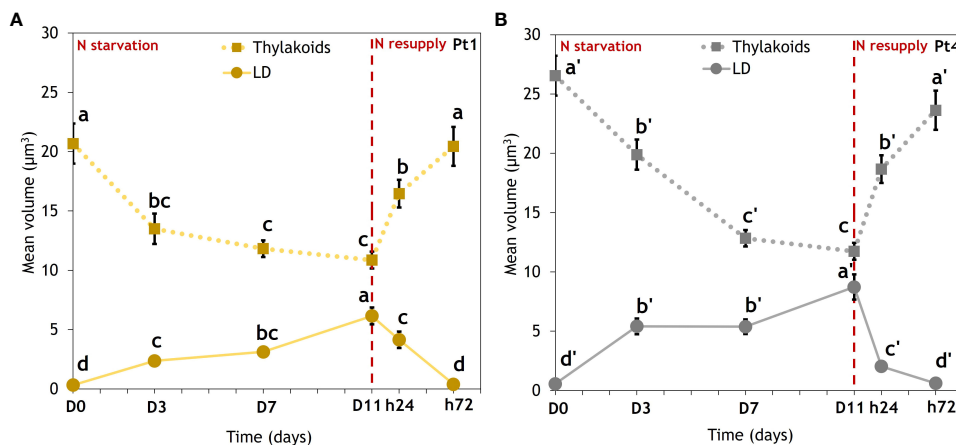 A
N starvation
Thylakoids
LD
N resupply Pt1
30
25
20
15
10
5
0
Mean volume (µm³)
a
bc
c
c
b
a
d
c
bc
a
c
d
D0 D3 D7 D11 h24 h72
Time (days)
B
N starvation
Thylakoids
LD
N resupply Pt4
30
25
20
15
10
5
0
Mean volume (µm³)
a'
b'
c'
c
b'
a'
d'
b'
b'
a'
c'
d'
D0 D3 D7 D11 h24 h72
Time (days)